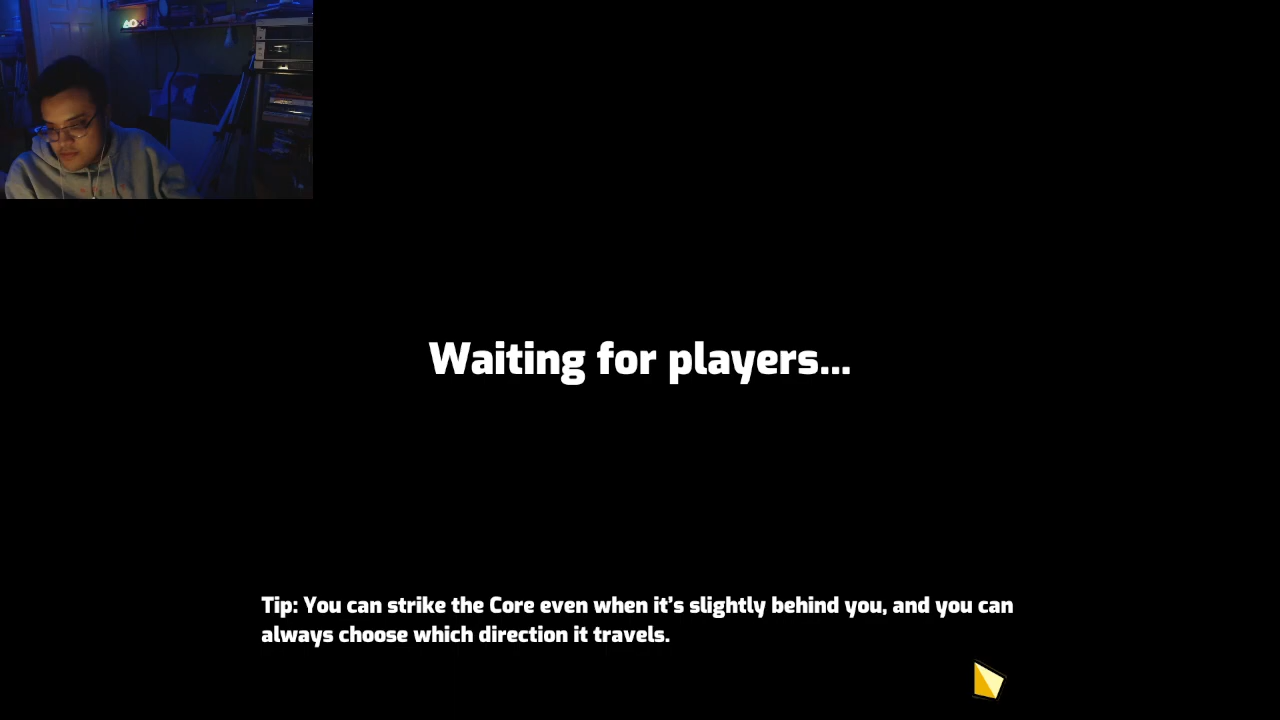 Waiting for players...
Tip: You can strike the Core even when it's slightly behind you, and you can
always choose which direction it travels.